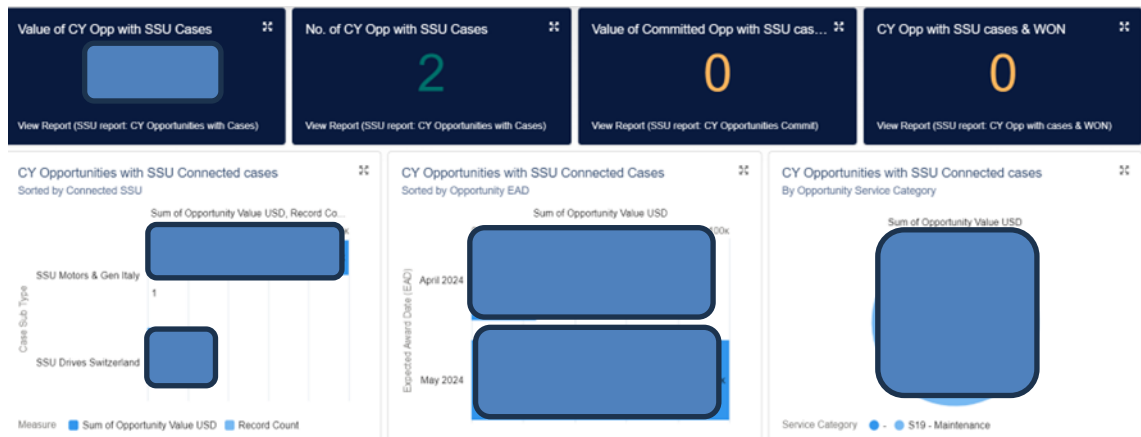 Value of CY Opp with SSU Cases
View Report (SSU report: CY Opportunities with Cases)
No. of CY Opp with SSU Cases
2
View Report (SSU report: CY Opportunities with Cases)
Value of Committed Opp with SSU cas...
0
View Report (SSU report: CY Opportunities Commit)
CY Opp with SSU cases & WON
0
View Report (SSU report: CY Opp with cases & WON)
CY Opportunities with SSU Connected cases
Sorted by Connected SSU
Sum of Opportunity Value USD, Record Co...
K
Case Sub Type
SSU Motors & Gen Italy
1
SSU Drives Switzerland
Measure
Sum of Opportunity Value USD
Record Count
CY Opportunities with SSU Connected Cases
Sorted by Opportunity EAD
Sum of Opportunity Value USD
100K
Expected Award Date (EAD)
April 2024
May 2024
K
CY Opportunities with SSU Connected cases
By Opportunity Service Category
Sum of Opportunity Value USD
Service Category
-
S19 - Maintenance